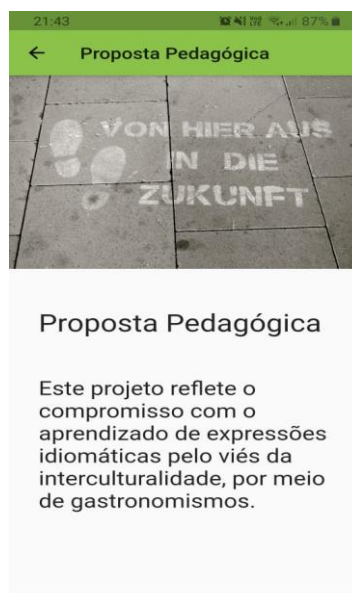 21:43 87%
← Proposta Pedagógica
VON HIER AUS
IN DIE
ZUKUNFT
Proposta Pedagógica
Este projeto reflete o
compromisso com o
aprendizado de expressões
idiomáticas pelo viés da
interculturalidade, por meio
de gastronomismos.